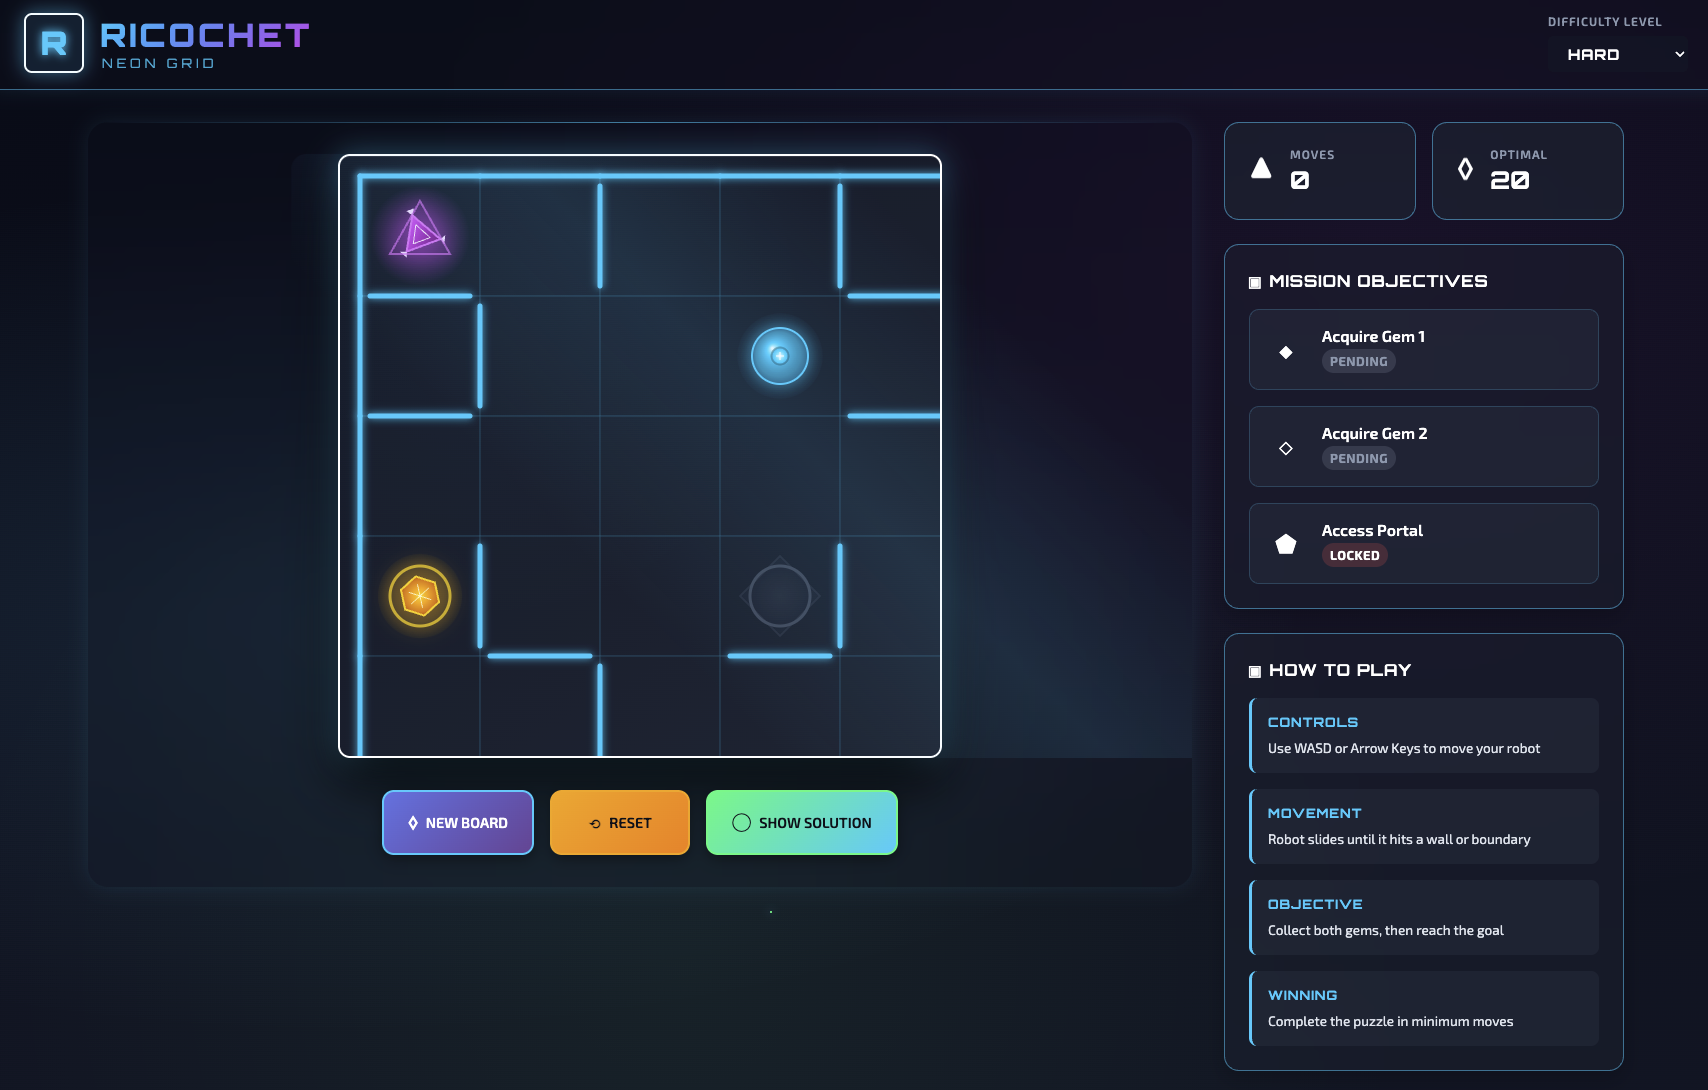 R
RICOCHET
NEON GRID
DIFFICULTY LEVEL
HARD
MOVES
0
OPTIMAL
20
MISSION OBJECTIVES
Acquire Gem 1
PENDING
Acquire Gem 2
PENDING
Access Portal
LOCKED
HOW TO PLAY
CONTROLS
Use WASD or Arrow Keys to move your robot
MOVEMENT
Robot slides until it hits a wall or boundary
OBJECTIVE
Collect both gems, then reach the goal
WINNING
Complete the puzzle in minimum moves
NEW BOARD
RESET
SHOW SOLUTION